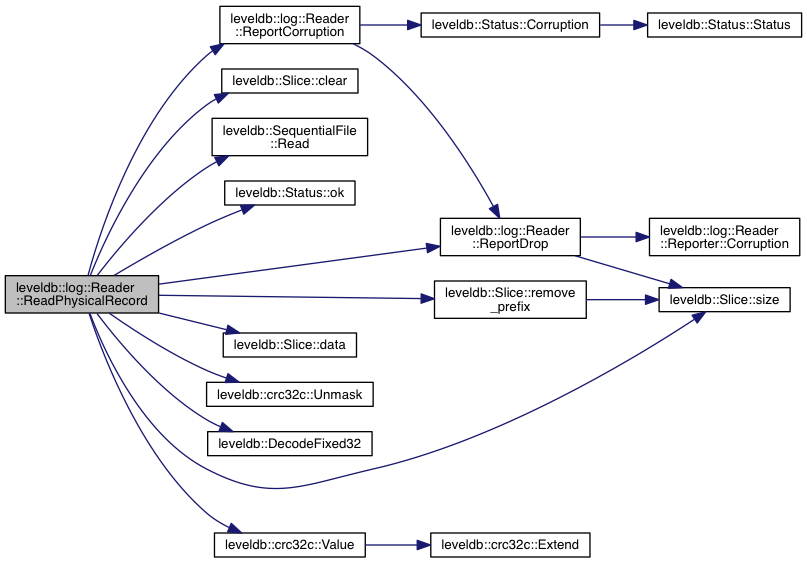 leveldb::log::Reader
::ReportCorruption
leveldb::Status::Corruption
leveldb::Status::Status
leveldb::Slice::clear
leveldb::SequentialFile
::Read
leveldb::Status::ok
leveldb::log::Reader
::ReportDrop
leveldb::log::Reader
::Reporter::Corruption
leveldb::log::Reader
::ReadPhysicalRecord
leveldb::Slice::remove
_prefix
leveldb::Slice::size
leveldb::Slice::data
leveldb::crc32c::Unmask
leveldb::DecodeFixed32
leveldb::crc32c::Value
leveldb::crc32c::Extend